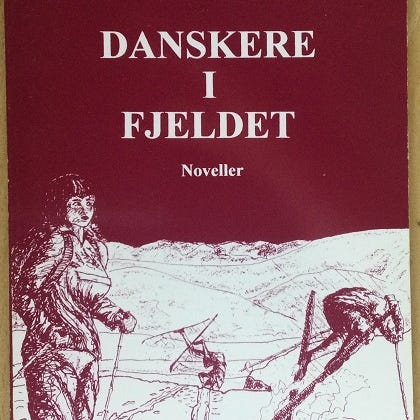 DANSKERE
I
FJELDET
Noveller